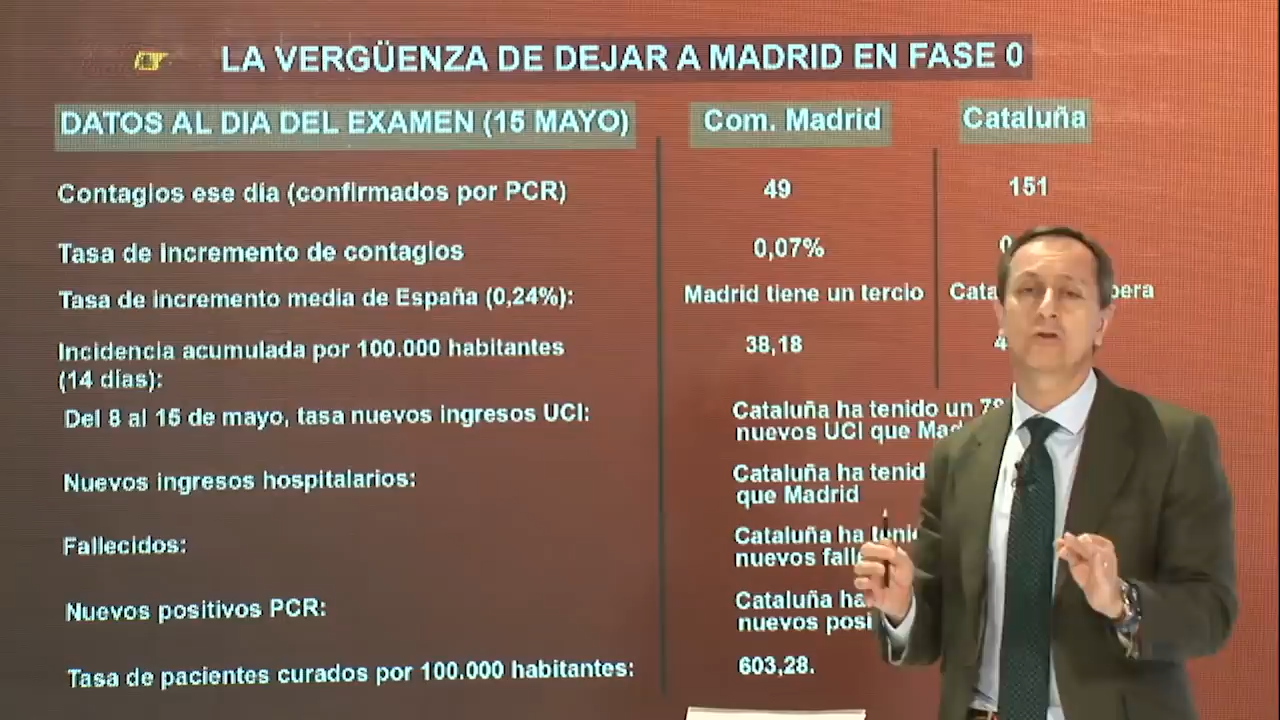 LA VERGÜENZA DE DEJAR A MADRID EN FASE 0
DATOS AL DIA DEL EXAMEN (15 MAYO) Com. Madrid Cataluña
Contagios ese día (confirmados por PCR) 49 151
Tasa de incremento de contagios 0,07%
Tasa de incremento media de España (0,24%): Madrid tiene un tercio
Incidencia acumulada por 100.000 habitantes 38,18
(14 días):
Del 8 al 15 de mayo, tasa nuevos ingresos UCI: Cataluña ha tenido un
nuevos UCI que
Nuevos ingresos hospitalarios: Cataluña ha
que Madrid
Fallecidos: Cataluña ha
nuevos
Nuevos positivos PCR: Cataluña ha
nuevos
Tasa de pacientes curados por 100.000 habitantes: 603,28.